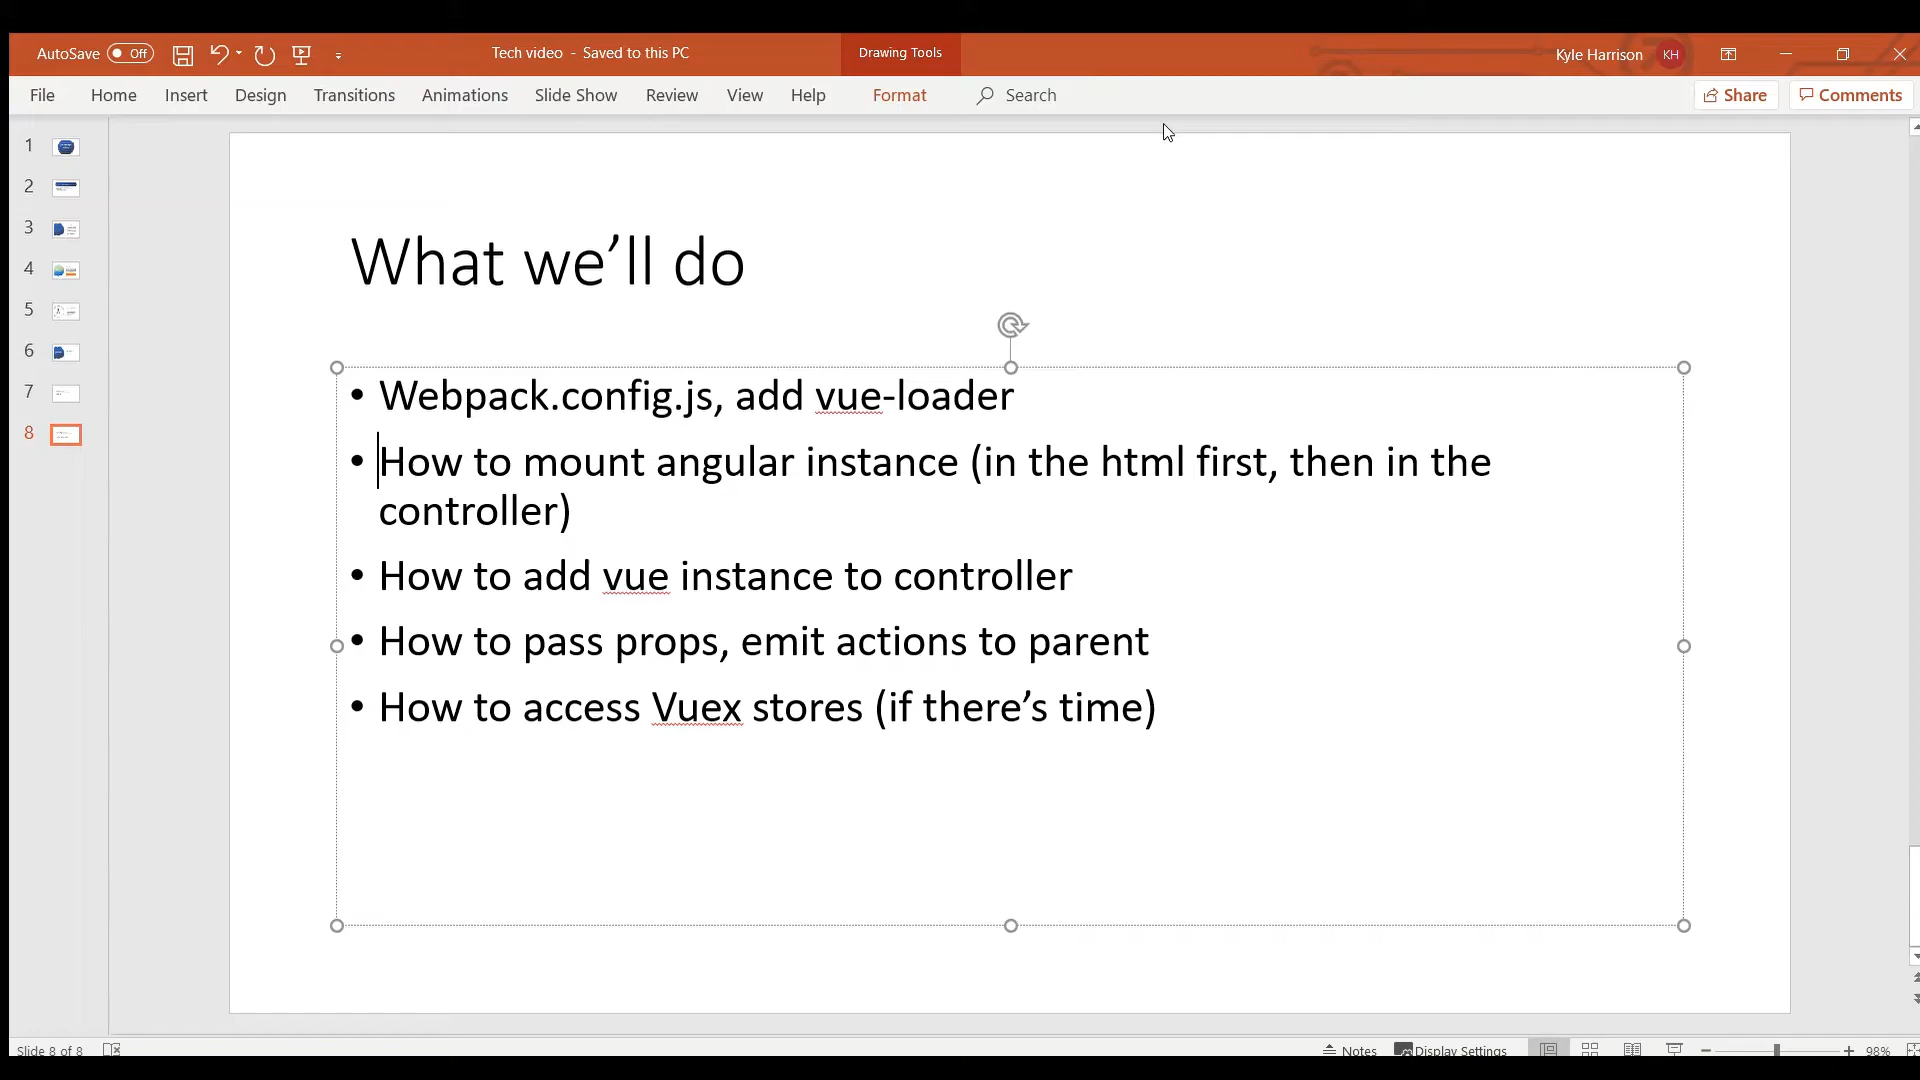 AutoSave Off
Tech video - Saved to this PC
Drawing Tools
Kyle Harrison KH
File Home Insert Design Transitions Animations Slide Show Review View Help Format Search Share Comments
1
2
3
4
5
6
7
8
What we’ll do
• Webpack.config.js, add vue-loader
• How to mount angular instance (in the html first, then in the
controller)
• How to add vue instance to controller
• How to pass props, emit actions to parent
• How to access Vuex stores (if there’s time)
Slide 8 of 8 Notes Display Settings 98%